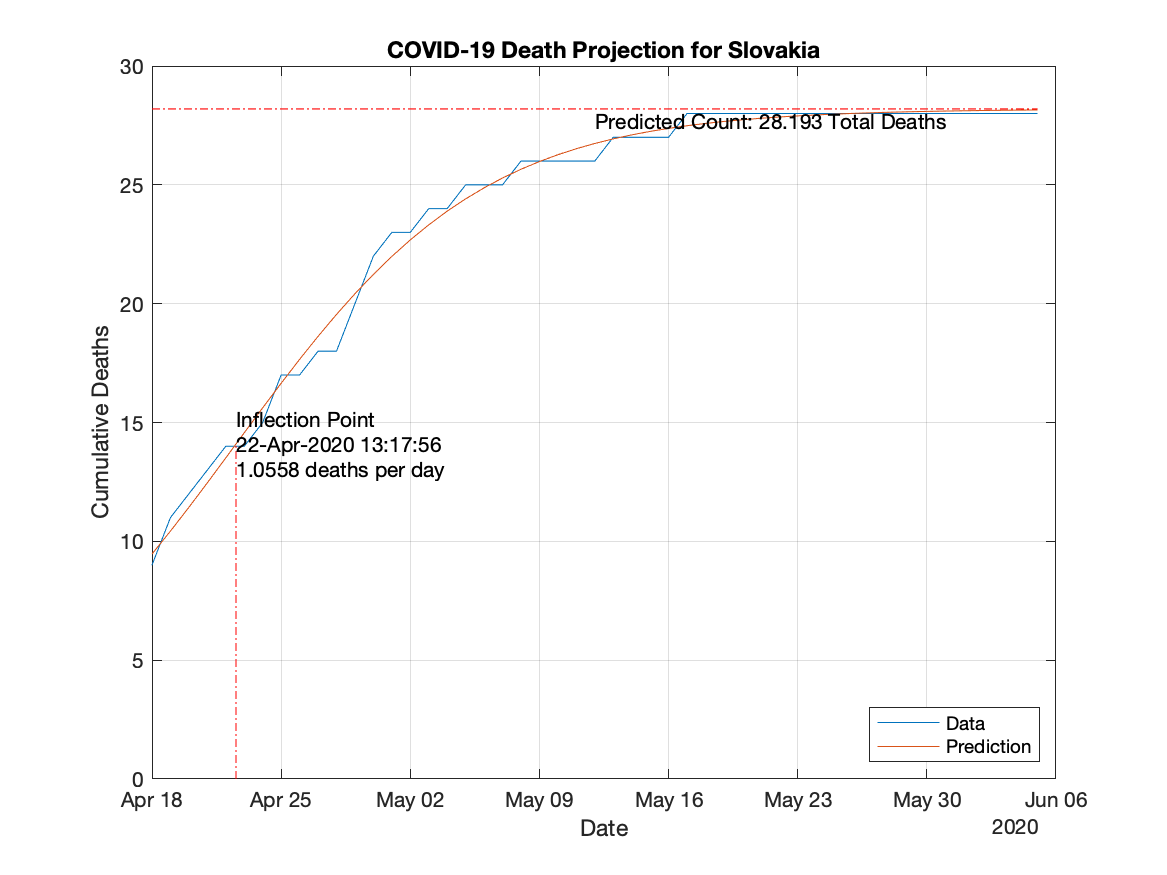 COVID-19 Death Projection for Slovakia
30
25
20
15
10
5
0
Cumulative Deaths
Predicted Count: 28.193 Total Deaths
Inflection Point
22-Apr-2020 13:17:56
1.0558 deaths per day
Data
Prediction
Apr 18
Apr 25
May 02
May 09
May 16
May 23
May 30
Jun 06
Date
2020